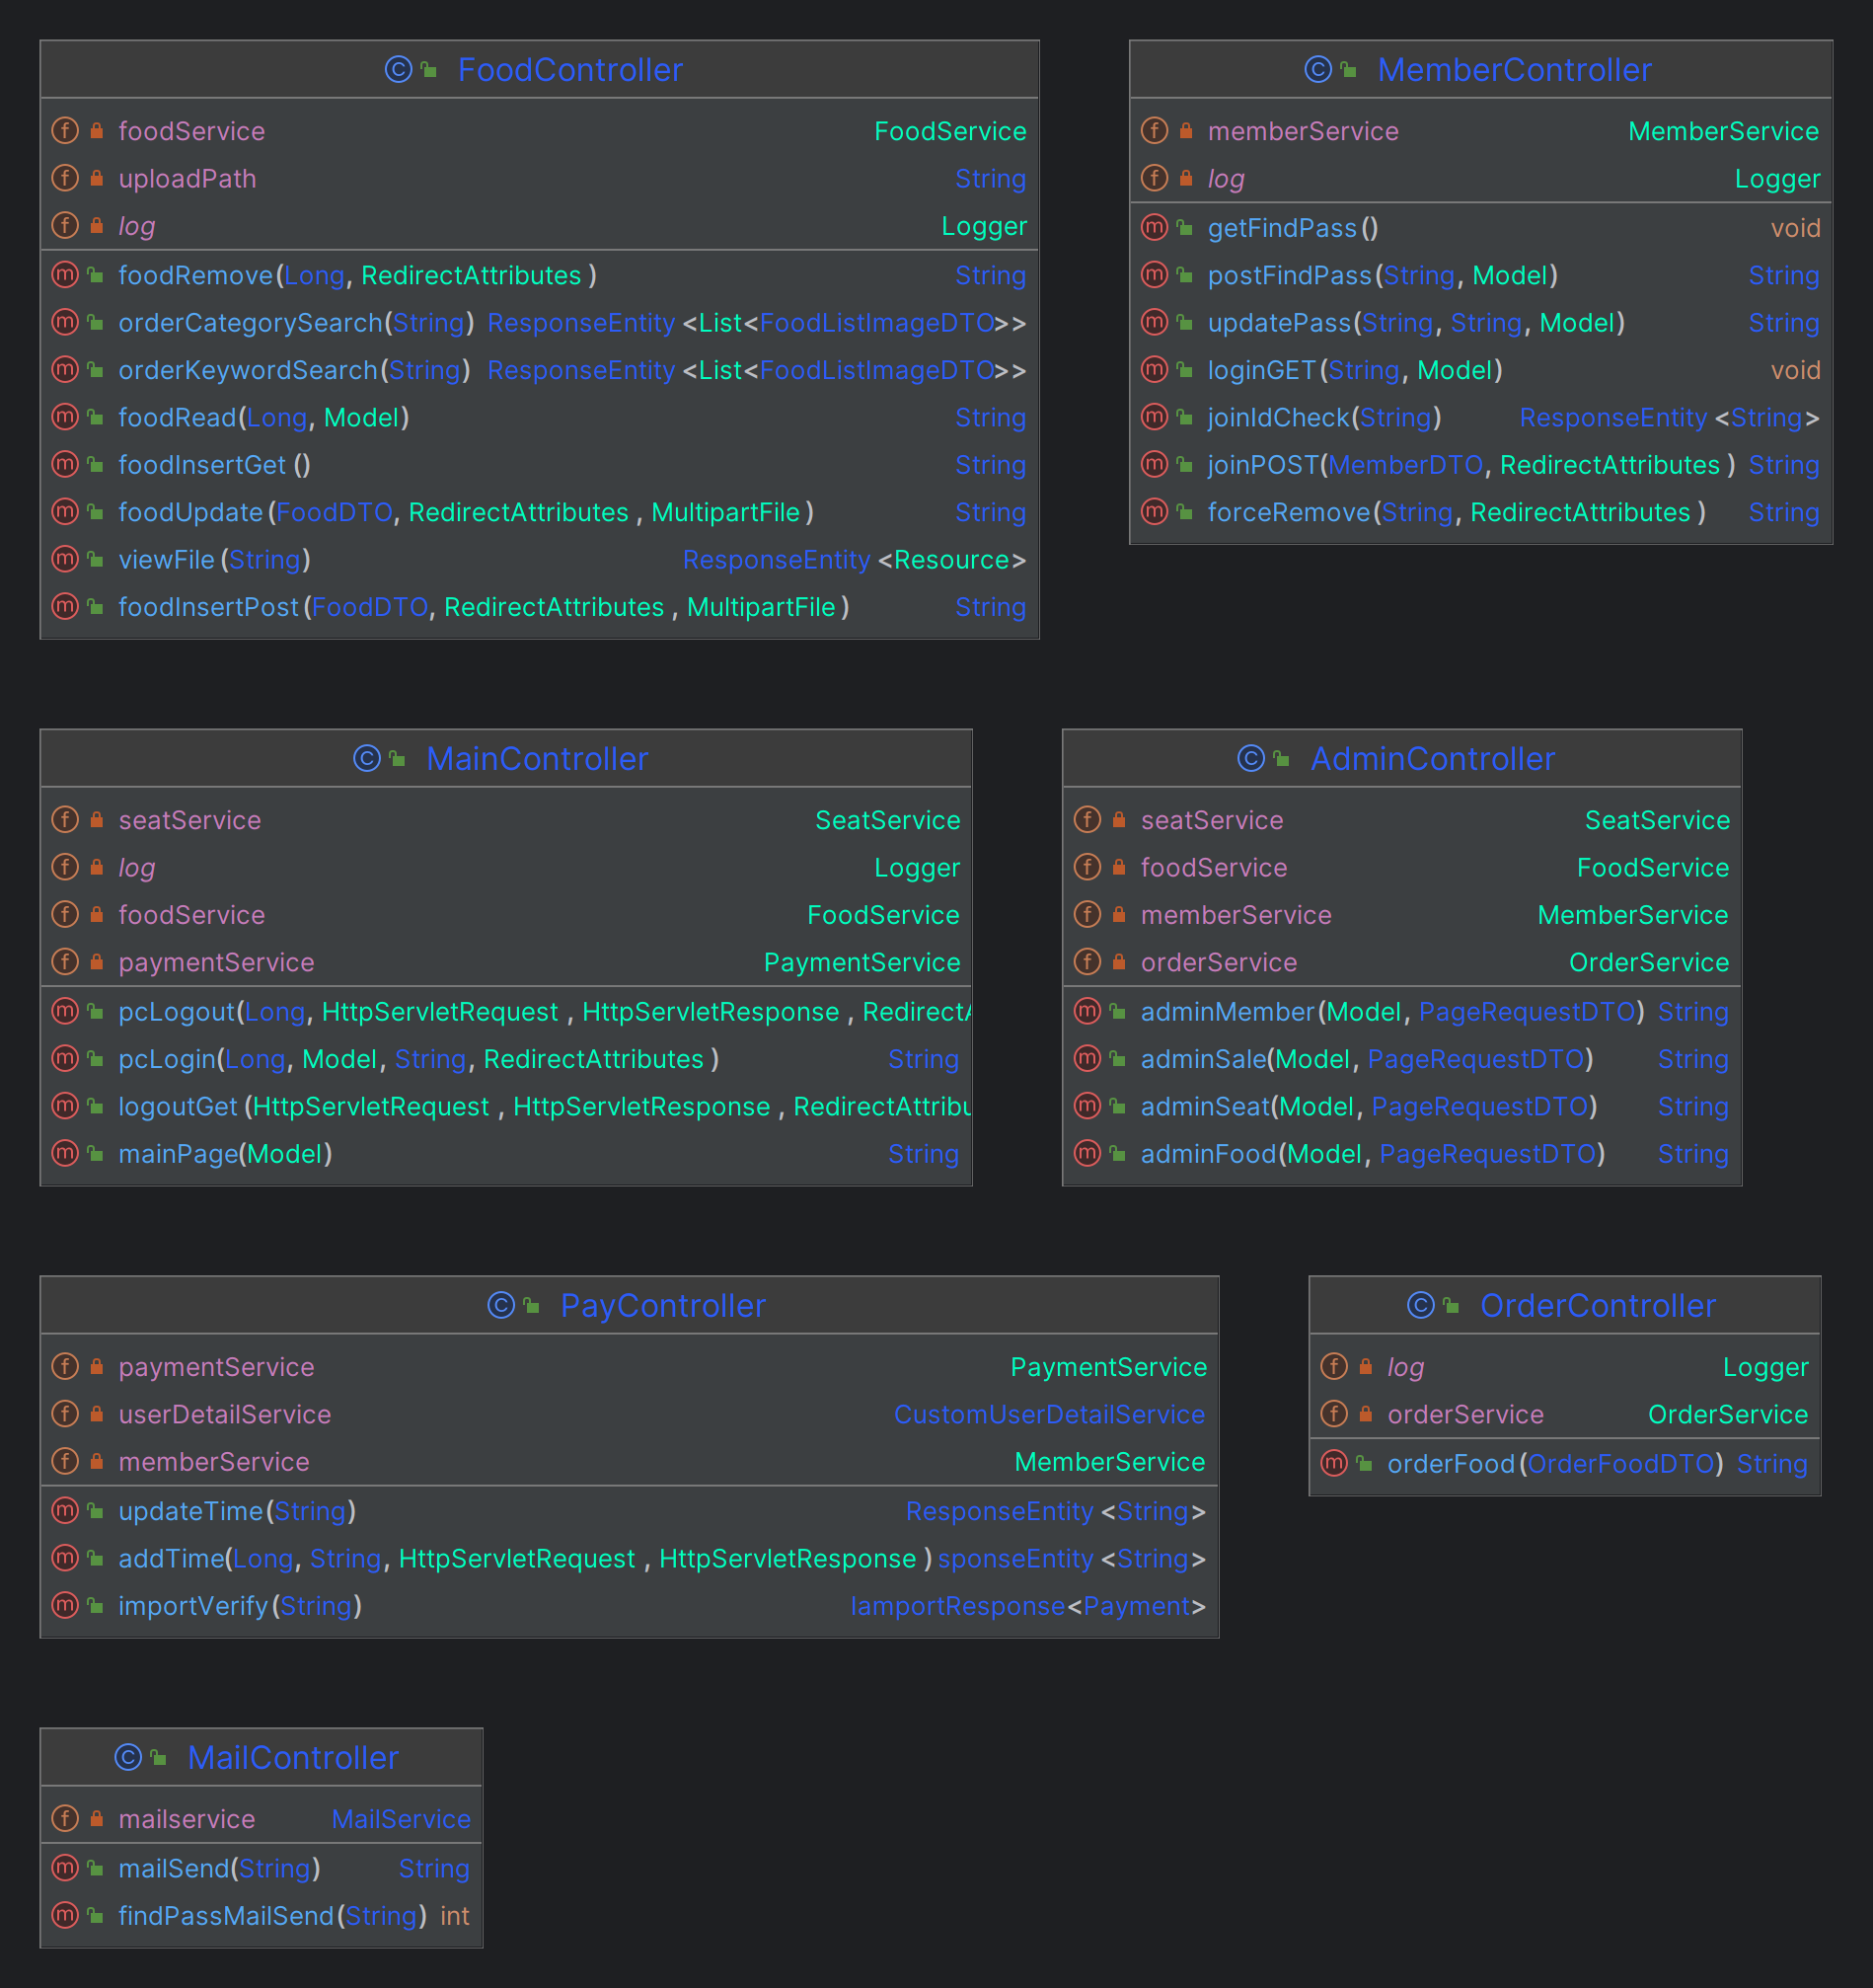 FoodController
foodService FoodService
uploadPath String
log Logger
foodRemove(Long, RedirectAttributes) String
orderCategorySearch(String) ResponseEntity<List<FoodListImageDTO>>
orderKeywordSearch(String) ResponseEntity<List<FoodListImageDTO>>
foodRead(Long, Model) String
foodInsertGet() String
foodUpdate(FoodDTO, RedirectAttributes, MultipartFile) String
viewFile(String) ResponseEntity<Resource>
foodInsertPost(FoodDTO, RedirectAttributes, MultipartFile) String
MemberController
memberService MemberService
log Logger
getFindPass() void
postFindPass(String, Model) String
updatePass(String, String, Model) String
loginGET(String, Model) void
joinIdCheck(String) ResponseEntity<String>
joinPOST(MemberDTO, RedirectAttributes) String
forceRemove(String, RedirectAttributes) String
MainController
seatService SeatService
log Logger
foodService FoodService
paymentService PaymentService
pcLogout(Long, HttpServletRequest, HttpServletResponse, RedirectA
pcLogin(Long, Model, String, RedirectAttributes) String
logoutGet(HttpServletRequest, HttpServletResponse, RedirectAttribu
mainPage(Model) String
AdminController
seatService SeatService
foodService FoodService
memberService MemberService
orderService OrderService
adminMember(Model, PageRequestDTO) String
adminSale(Model, PageRequestDTO) String
adminSeat(Model, PageRequestDTO) String
adminFood(Model, PageRequestDTO) String
PayController
paymentService PaymentService
userDetailService CustomUserDetailService
memberService MemberService
updateTime(String) ResponseEntity<String>
addTime(Long, String, HttpServletRequest, HttpServletResponse) sponseEntity<String>
importVerify(String) IamportResponse<Payment>
OrderController
log Logger
orderService OrderService
orderFood(OrderFoodDTO) String
MailController
mailservice MailService
mailSend(String) String
findPassMailSend(String) int